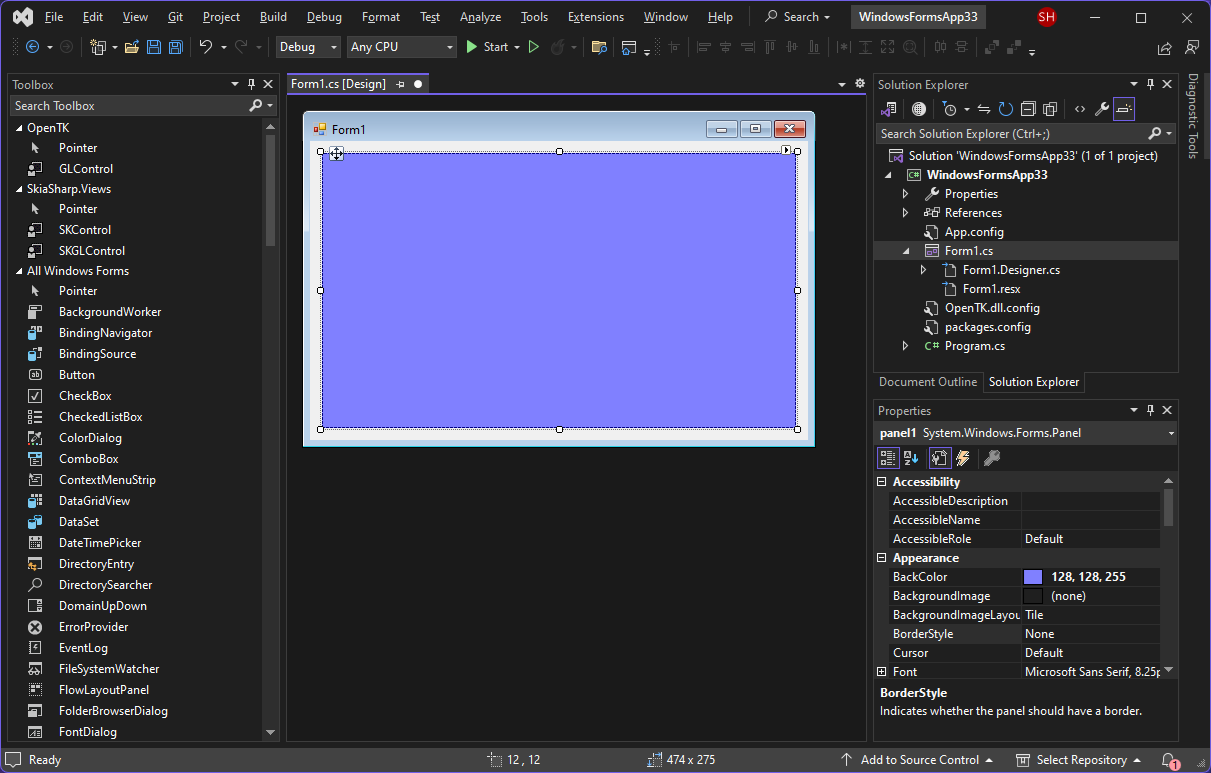 File Edit View Git Project Build Debug Format Test Analyze Tools Extensions Window Help Search WindowsFormsApp33 SH
Debug Any CPU Start
Toolbox
Search Toolbox
OpenTK
Pointer
GLControl
SkiaSharp.Views
Pointer
SKControl
SKGLControl
All Windows Forms
Pointer
BackgroundWorker
BindingNavigator
BindingSource
Button
CheckBox
CheckedListBox
ColorDialog
ComboBox
ContextMenuStrip
DataGridView
DataSet
DateTimePicker
DirectoryEntry
DirectorySearcher
DomainUpDown
ErrorProvider
EventLog
FileSystemWatcher
FlowLayoutPanel
FolderBrowserDialog
FontDialog
Form1.cs [Design]
Form1
Solution Explorer
Search Solution Explorer (Ctrl+;)
Solution 'WindowsFormsApp33' (1 of 1 project)
C# WindowsFormsApp33
Properties
References
App.config
Form1.cs
Form1.Designer.cs
Form1.resx
OpenTK.dll.config
packages.config
C# Program.cs
Document Outline Solution Explorer
Properties
panel1 System.Windows.Forms.Panel
Accessibility
AccessibleDescription
AccessibleName
AccessibleRole Default
Appearance
BackColor 128, 128, 255
BackgroundImage (none)
BackgroundImageLayou Tile
BorderStyle None
Cursor Default
Font Microsoft Sans Serif, 8.25p
BorderStyle
Indicates whether the panel should have a border.
Diagnostic Tools
Ready 12 , 12 474 x 275 Add to Source Control Select Repository 1